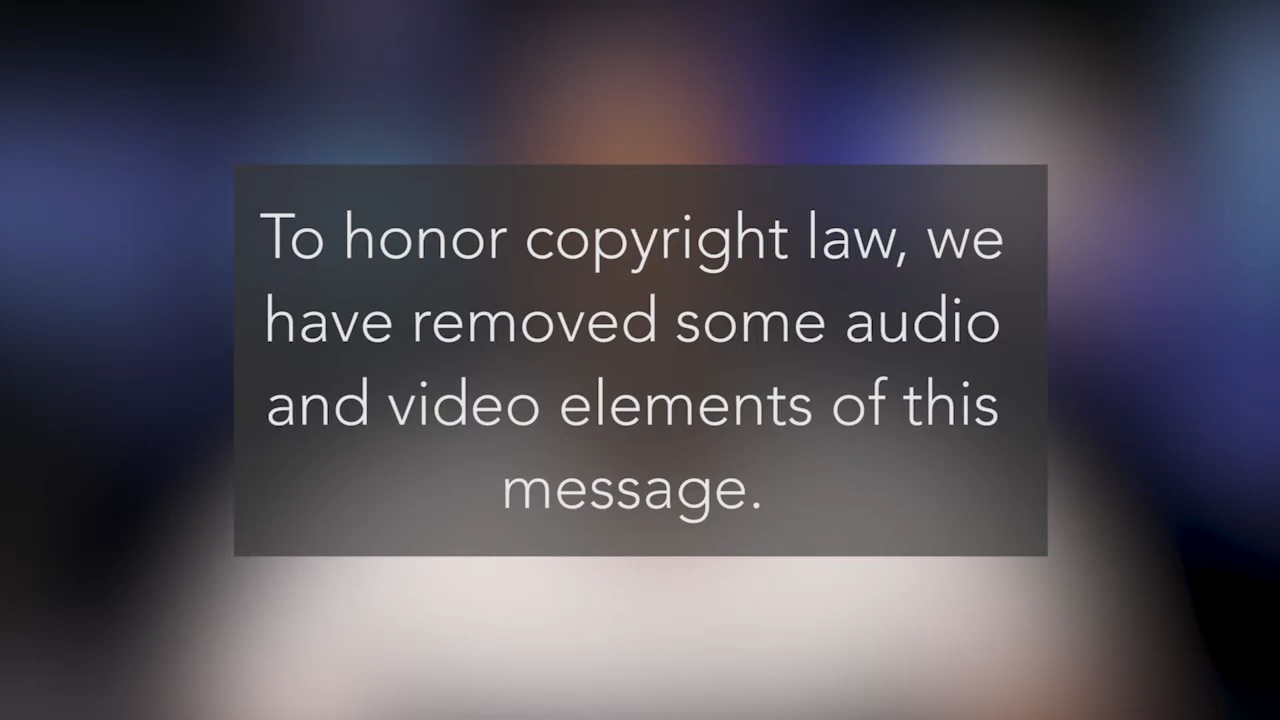 To honor copyright law, we
have removed some audio
and video elements of this
message.